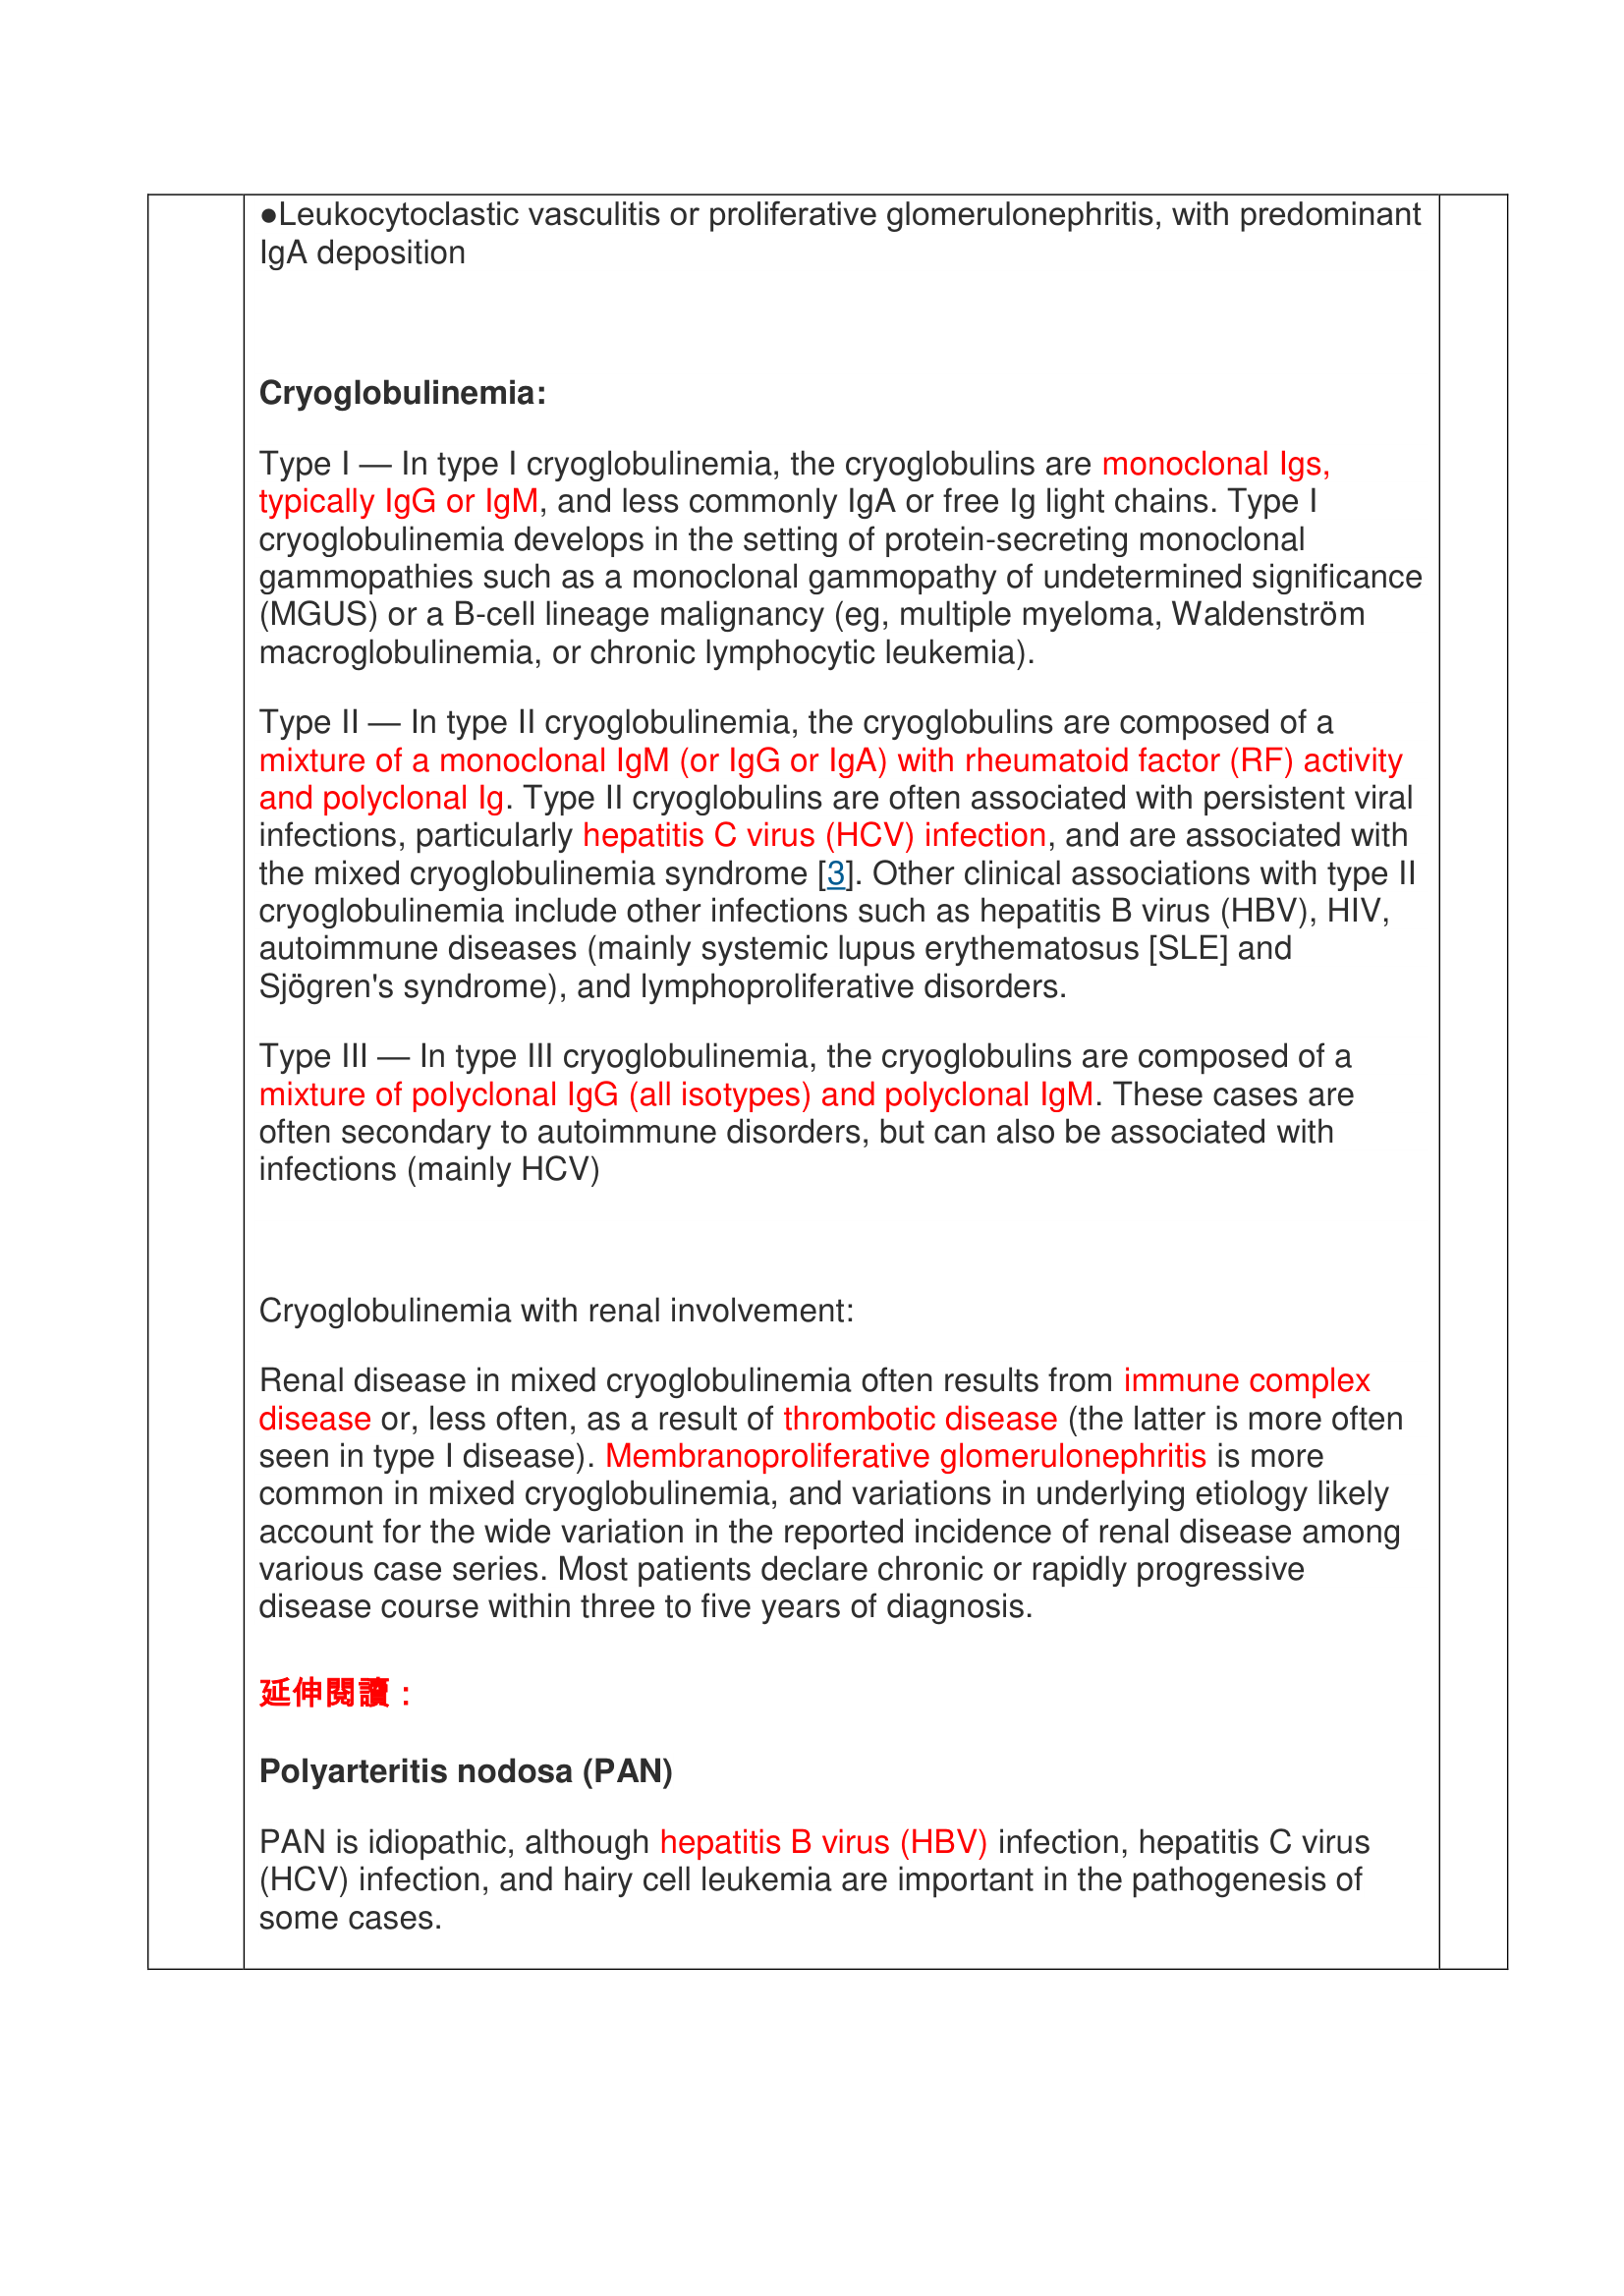 ●Leukocytoclastic vasculitis or proliferative glomerulonephritis, with predominant
IgA deposition
Cryoglobulinemia:
Type I — In type I cryoglobulinemia, the cryoglobulins are monoclonal Igs,
typically IgG or IgM, and less commonly IgA or free Ig light chains. Type I
cryoglobulinemia develops in the setting of protein-secreting monoclonal
gammopathies such as a monoclonal gammopathy of undetermined significance
(MGUS) or a B-cell lineage malignancy (eg, multiple myeloma, Waldenström
macroglobulinemia, or chronic lymphocytic leukemia).
Type II — In type II cryoglobulinemia, the cryoglobulins are composed of a
mixture of a monoclonal IgM (or IgG or IgA) with rheumatoid factor (RF) activity
and polyclonal Ig. Type II cryoglobulins are often associated with persistent viral
infections, particularly hepatitis C virus (HCV) infection, and are associated with
the mixed cryoglobulinemia syndrome [3]. Other clinical associations with type II
cryoglobulinemia include other infections such as hepatitis B virus (HBV), HIV,
autoimmune diseases (mainly systemic lupus erythematosus [SLE] and
Sjögren's syndrome), and lymphoproliferative disorders.
Type III — In type III cryoglobulinemia, the cryoglobulins are composed of a
mixture of polyclonal IgG (all isotypes) and polyclonal IgM. These cases are
often secondary to autoimmune disorders, but can also be associated with
infections (mainly HCV)
Cryoglobulinemia with renal involvement:
Renal disease in mixed cryoglobulinemia often results from immune complex
disease or, less often, as a result of thrombotic disease (the latter is more often
seen in type I disease). Membranoproliferative glomerulonephritis is more
common in mixed cryoglobulinemia, and variations in underlying etiology likely
account for the wide variation in the reported incidence of renal disease among
various case series. Most patients declare chronic or rapidly progressive
disease course within three to five years of diagnosis.
延伸閱讀：
Polyarteritis nodosa (PAN)
PAN is idiopathic, although hepatitis B virus (HBV) infection, hepatitis C virus
(HCV) infection, and hairy cell leukemia are important in the pathogenesis of
some cases.